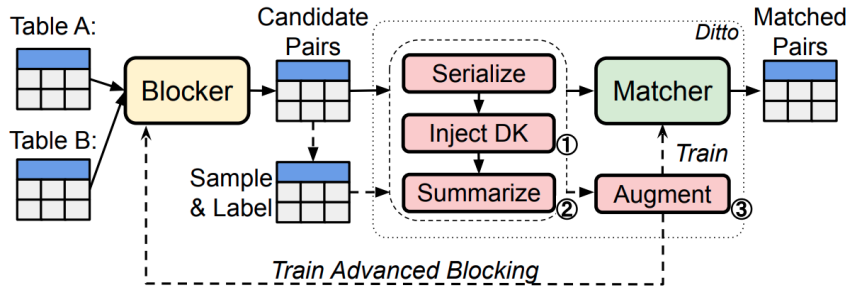 Table A:
Table B:
Blocker
Candidate
Pairs
Sample
& Label
Ditto
Serialize
Inject DK
①
Summarize
②
Matcher
Train
Augment
③
Matched
Pairs
Train Advanced Blocking